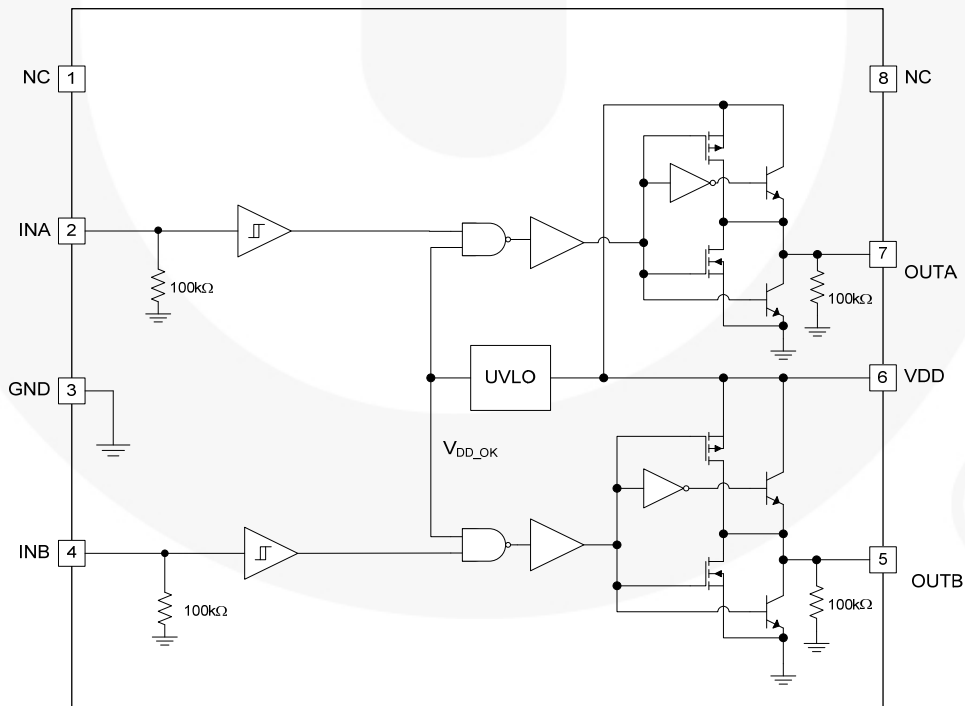 NC 1
8 NC
INA 2
7 OUTA
100kΩ
100kΩ
GND 3
UVLO
6 VDD
VDD_OK
INB 4
5 OUTB
100kΩ
100kΩ